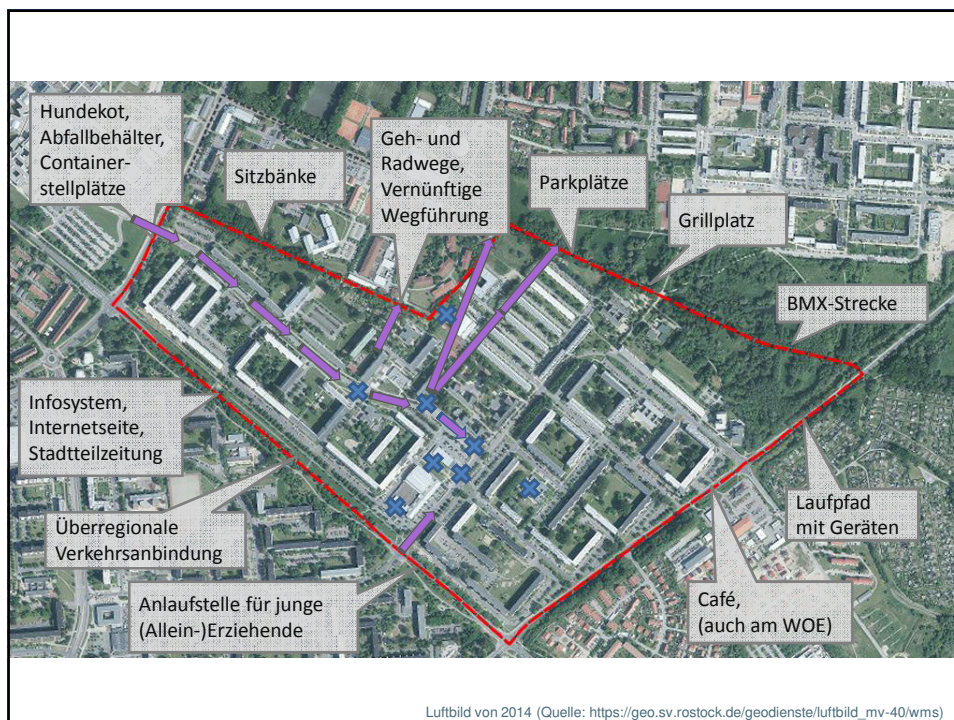 Hundekot,
Abfallbehälter,
Container-
stellplätze
Sitzbänke
Geh- und
Radwege,
Vernünftige
Wegführung
Parkplätze
Grillplatz
BMX-Strecke
Infosystem,
Internetseite,
Stadtteilzeitung
Überregionale
Verkehrsanbindung
Anlaufstelle für junge
(Allein-)Erziehende
Café,
(auch am WOE)
Laufpfad
mit Geräten
Luftbild von 2014 (Quelle: https://geo.sv.rostock.de/geodienste/luftbild_mv-40/wms)